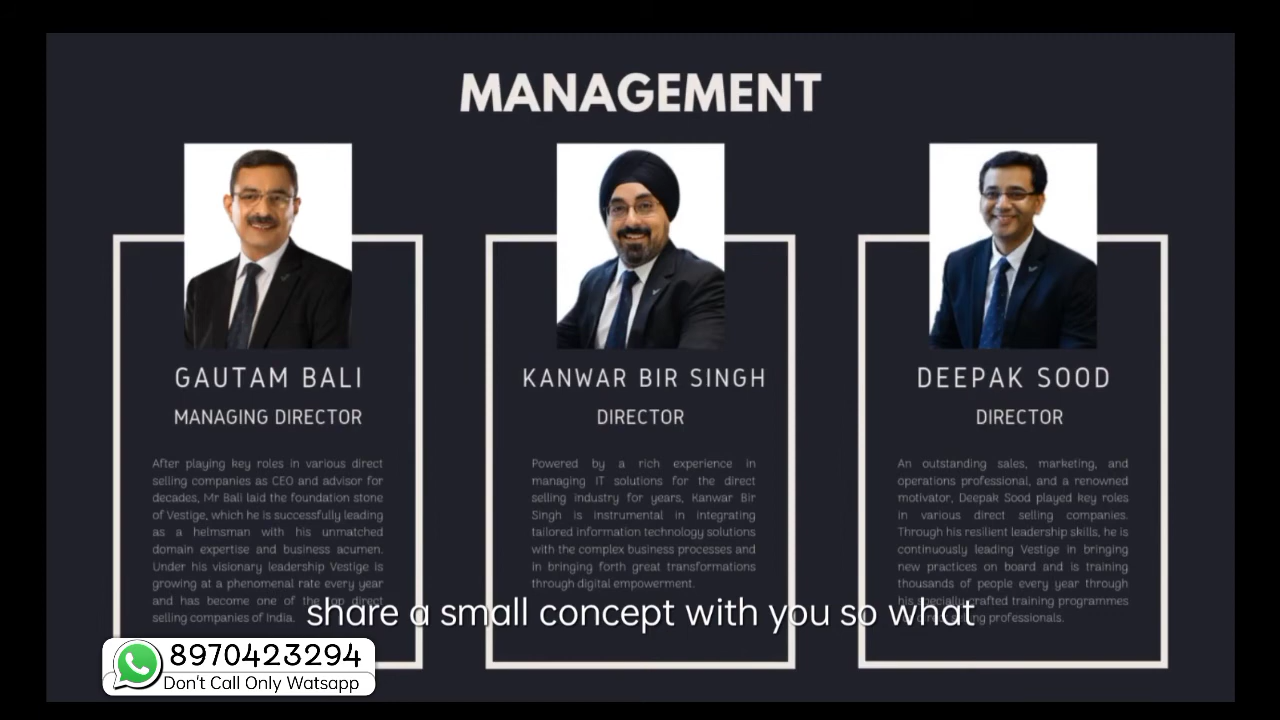 MANAGEMENT
GAUTAM BALI
MANAGING DIRECTOR
After playing key roles in various direct
selling companies as CEO and advisor for
decades, Mr Bali laid the foundation stone
of Vestige, which he is successfully leading
as a helmsman with his unmatched
domain expertise and business acumen.
Under his visionary leadership Vestige is
growing at a phenomenal rate every year
and has become one of the top direct
selling companies of India.
KANWAR BIR SINGH
DIRECTOR
Powered by a rich experience in
managing IT solutions for the direct
selling industry for years, Kanwar Bir
Singh is instrumental in integrating
tailored information technology solutions
with the complex business processes and
in bringing forth great transformations
through digital empowerment.
DEEPAK SOOD
DIRECTOR
An outstanding sales, marketing, and
operations professional, and a renowned
motivator, Deepak Sood played key roles
in various direct selling companies.
Through his resilient leadership skills, he is
continuously leading Vestige in bringing
new practices on board and is training
thousands of people every year through
his specially crafted training programmes
professionals.
share a small concept with you so what
8970423294
Don't Call Only Watsapp